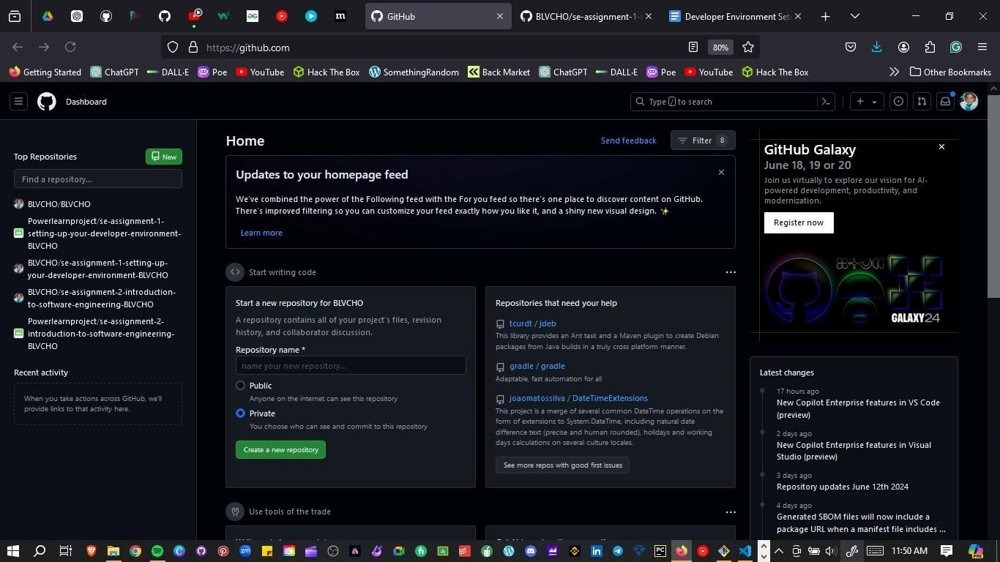 GitHub
BLVCHO/se-assignment-1-s
Developer Environment Setu
https://github.com
80%
Getting Started
ChatGPT
DALL·E
Poe
YouTube
Hack The Box
SomethingRandom
Back Market
ChatGPT
DALL·E
Poe
YouTube
Hack The Box
Other Bookmarks
Dashboard
Type / to search
Top Repositories
New
Find a repository...
BLVCHO/BLVCHO
Powerlearnproject/se-assignment-1-
setting-up-your-developer-environment-
BLVCHO
BLVCHO/se-assignment-1-setting-up-
your-developer-environment-BLVCHO
BLVCHO/se-assignment-2-introduction-
to-software-engineering-BLVCHO
Powerlearnproject/se-assignment-2-
introduction-to-software-engineering-
BLVCHO
Recent activity
When you take actions across GitHub, we'll
provide links to that activity here.
Home
Send feedback
Filter 8
Updates to your homepage feed
We've combined the power of the Following feed with the For you feed so there's one place to discover content on GitHub.
There's improved filtering so you can customize your feed exactly how you like it, and a shiny new visual design. ✨
Learn more
Start writing code
Start a new repository for BLVCHO
A repository contains all of your project's files, revision
history, and collaborator discussion.
Repository name *
name your new repository...
Public
Anyone on the internet can see this repository
Private
You choose who can see and commit to this repository
Create a new repository
Repositories that need your help
tcurdt / jdeb
This library provides an Ant task and a Maven plugin to create Debian
packages from Java builds in a truly cross platform manner.
gradle / gradle
Adaptable, fast automation for all
joaomatossilva / DateTimeExtensions
This project is a merge of several common DateTime operations on the
form of extensions to System.DateTime, including natural date
difference text (precise and human rounded), holidays and working
days calculations on several culture locales.
See more repos with good first issues
Use tools of the trade
GitHub Galaxy
June 18, 19 or 20
Join us virtually to explore our vision for AI-
powered development, productivity, and
modernization.
Register now
GALAXY24
Latest changes
17 hours ago
New Copilot Enterprise features in VS Code
(preview)
2 days ago
New Copilot Enterprise features in Visual
Studio (preview)
3 days ago
Repository updates June 12th 2024
4 days ago
Generated SBOM files will now include a
package URL when a manifest file includes ...
11:50 AM